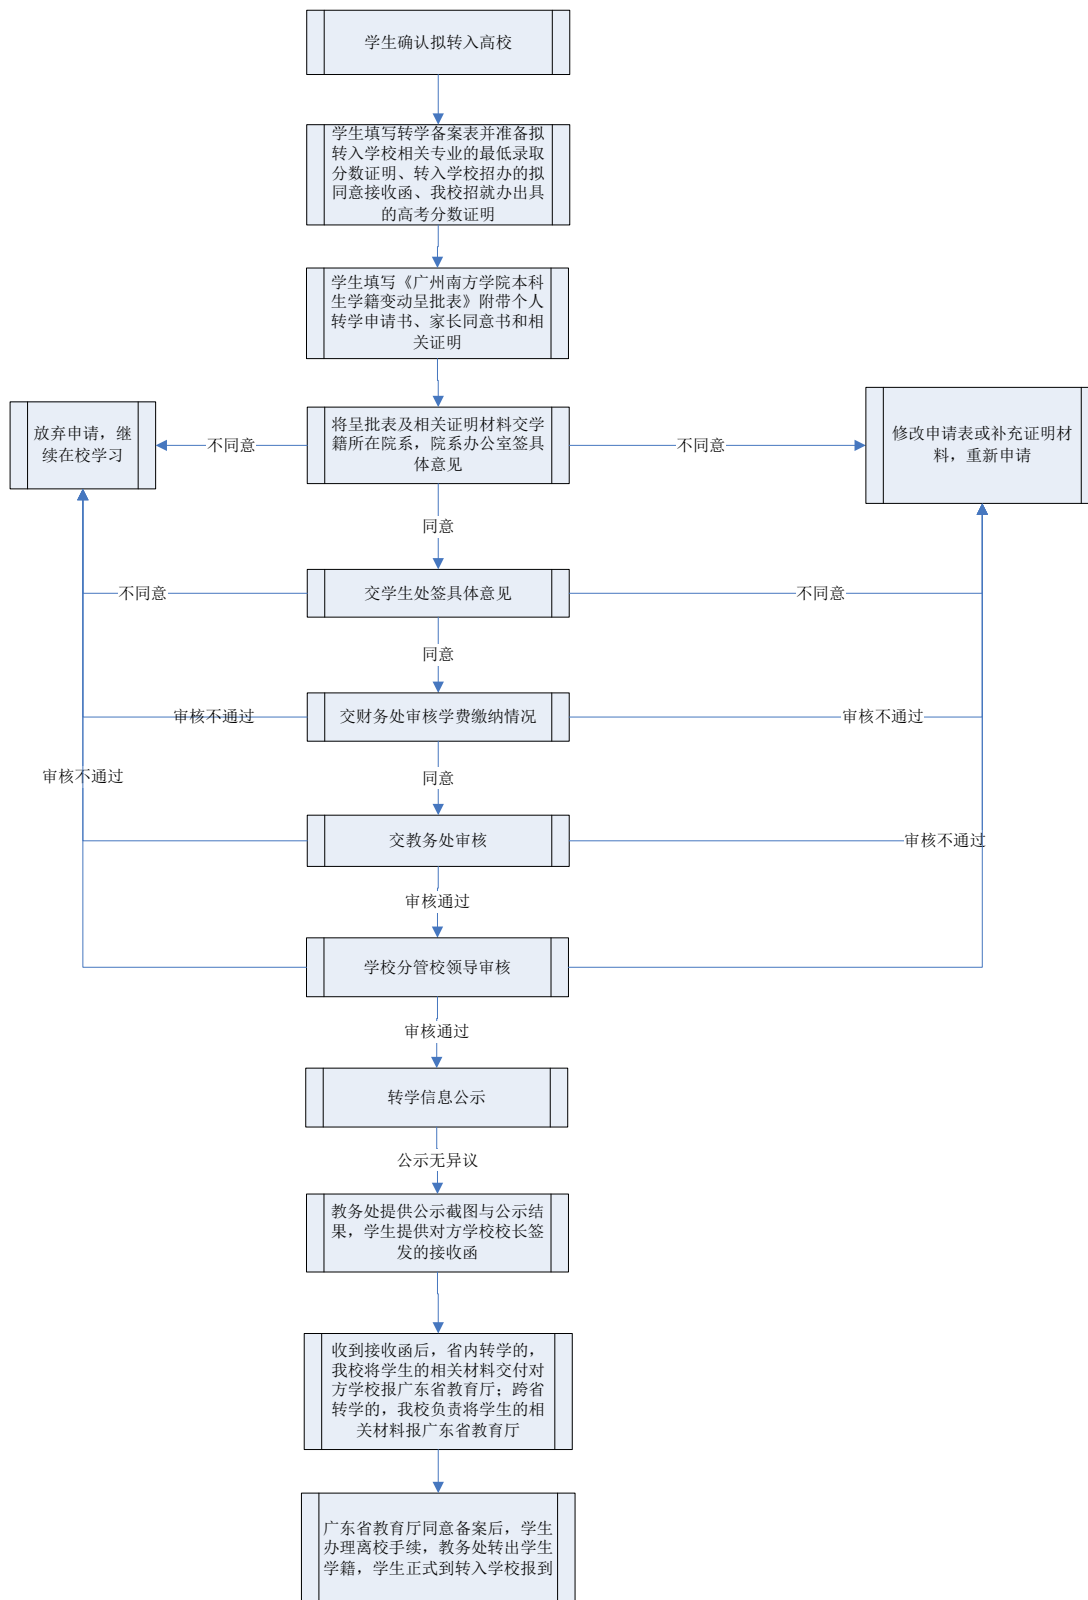 学生确认拟转入高校
学生填写转学备案表并准备拟
转入学校相关专业的最低录取
分数证明、转入学校招办的拟
同意接收函、我校招就办出具
的高考分数证明
学生填写《广州南方学院本科
生学籍变动呈批表》附带个人
转学申请书、家长同意书和相
关证明
放弃申请，继
续在校学习
不同意
将呈批表及相关证明材料交学
籍所在院系，院系办公室签具
体意见
不同意
修改申请表或补充证明材
料，重新申请
同意
不同意
交学生处签具体意见
不同意
同意
审核不通过
交财务处审核学费缴纳情况
审核不通过
审核不通过
同意
交教务处审核
审核不通过
审核通过
学校分管校领导审核
审核通过
转学信息公示
公示无异议
教务处提供公示截图与公示结
果，学生提供对方学校校长签
发的接收函
收到接收函后，省内转学的，
我校将学生的相关材料交付对
方学校报广东省教育厅；跨省
转学的，我校负责将学生的相
关材料报广东省教育厅
广东省教育厅同意备案后，学生
办理离校手续，教务处转出学生
学籍，学生正式到转入学校报到